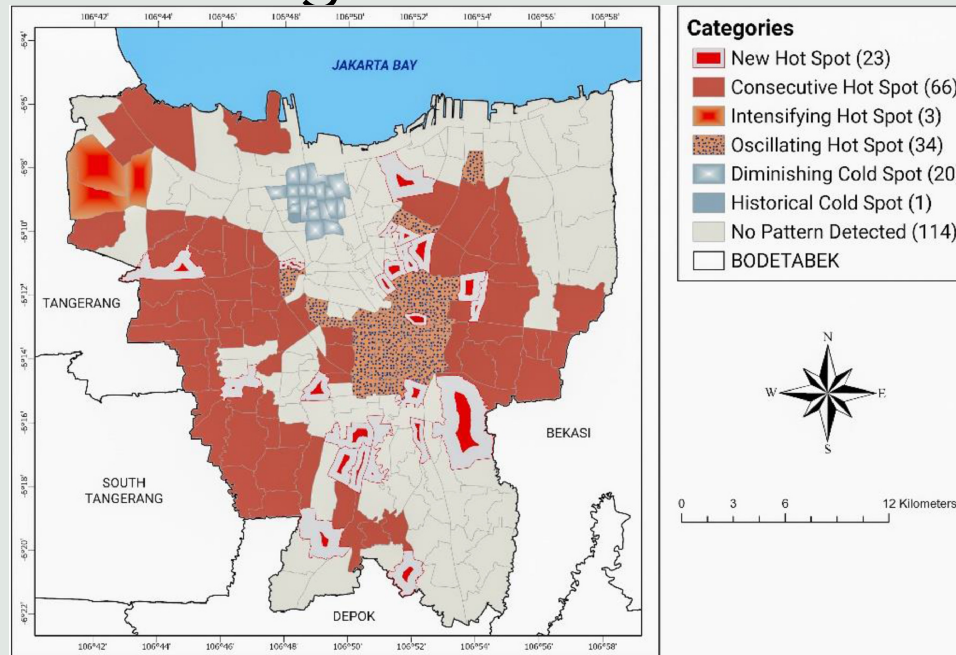 106°42' 106°44' 106°46' 106°48' 106°50' 106°52' 106°54' 106°56' 106°58'
-6°4'
-6°6'
-6°8'
-6°10'
-6°12'
-6°14'
-6°16'
-6°18'
-6°20'
-6°22'
JAKARTA BAY
TANGERANG
BEKASI
SOUTH
TANGERANG
DEPOK
106°42' 106°44' 106°46' 106°48' 106°50' 106°52' 106°54' 106°56' 106°58'
Categories
New Hot Spot (23)
Consecutive Hot Spot (66)
Intensifying Hot Spot (3)
Oscillating Hot Spot (34)
Diminishing Cold Spot (20
Historical Cold Spot (1)
No Pattern Detected (114)
BODETABEK
N
W E
S
0 3 6 12 Kilometers